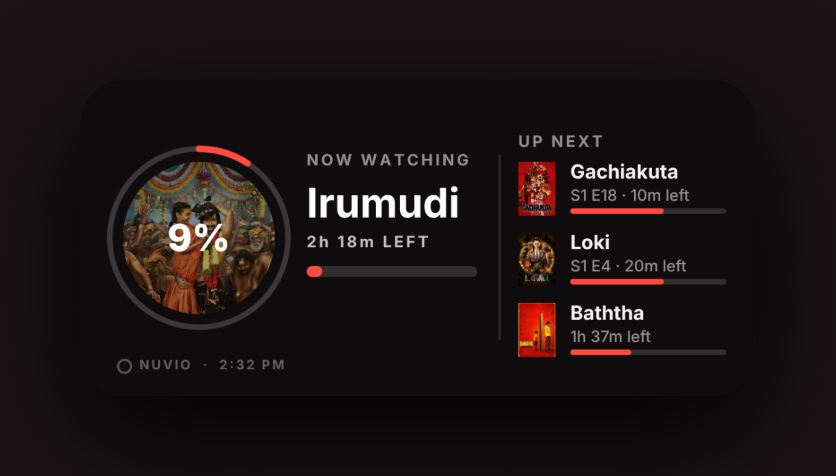 NOW WATCHING
Irumudi
2h 18m LEFT
9%
NUVIO · 2:32 PM
UP NEXT
Gachiakuta
S1 E18 · 10m left
Loki
S1 E4 · 20m left
Baththa
1h 37m left